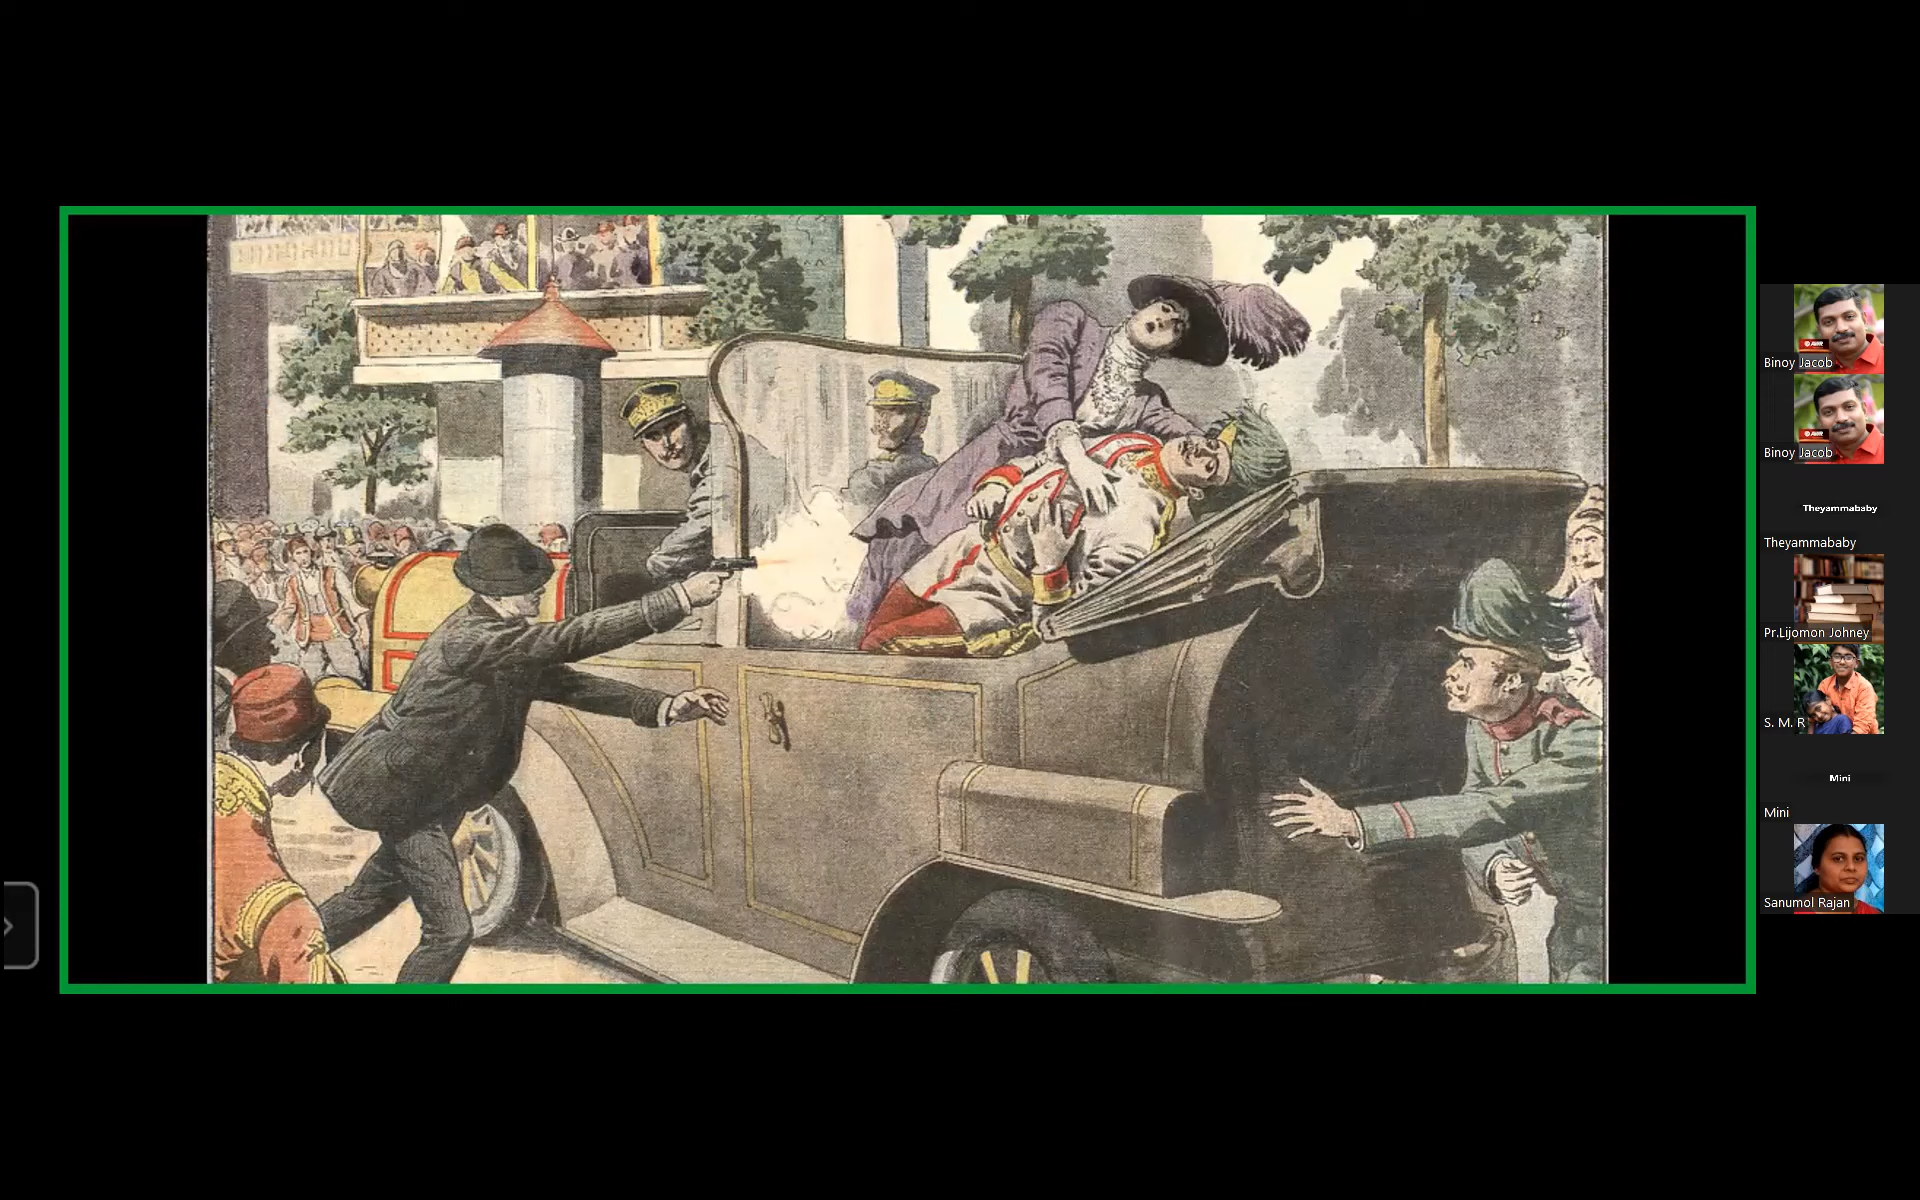 Binoy Jacob
Binoy Jacob
Theyammababy
Theyammababy
Pr.Lijomon Johney
S. M. R
Mini
Mini
Sanumol Rajan